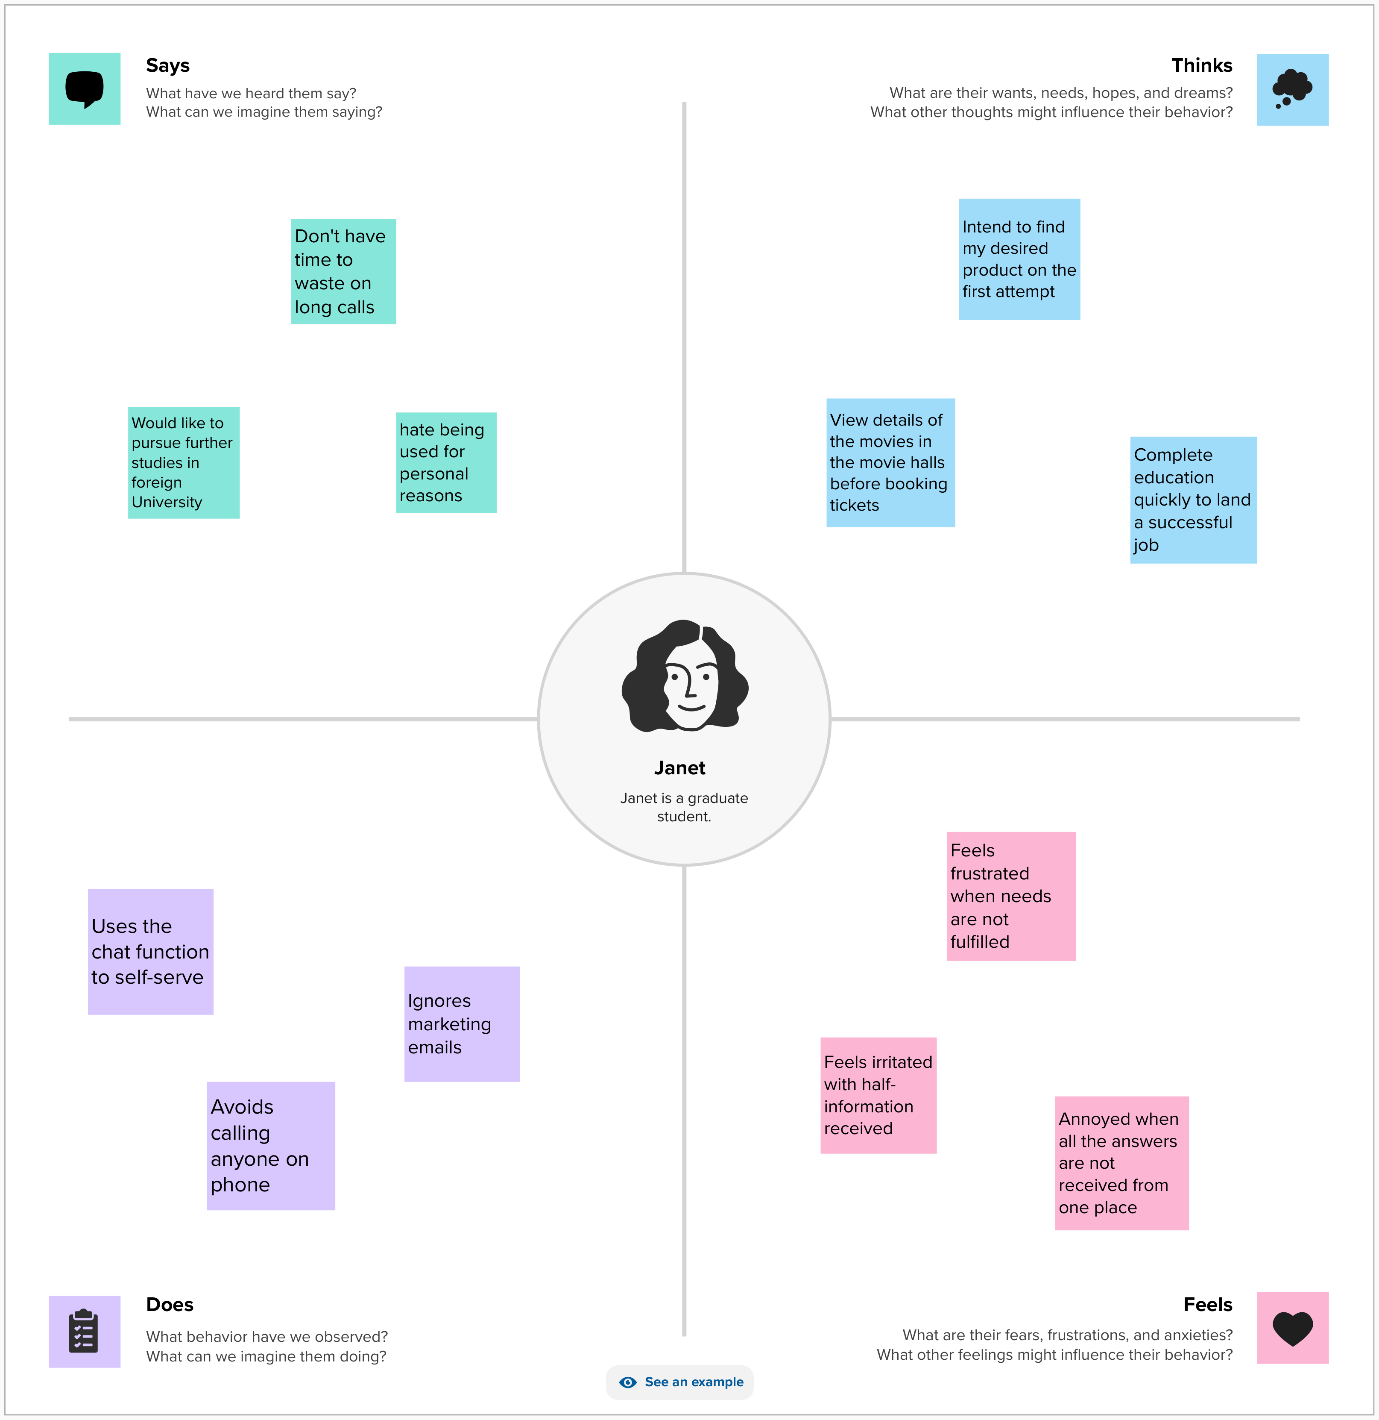 Says
What have we heard them say?
What can we imagine them saying?
Thinks
What are their wants, needs, hopes, and dreams?
What other thoughts might influence their behavior?
Don't have
time to
waste on
long calls
Would like to
pursue further
studies in
foreign
University
hate being
used for
personal
reasons
Intend to find
my desired
product on the
first attempt
View details of
the movies in
the movie halls
before booking
tickets
Complete
education
quickly to land
a successful
job
Janet
Janet is a graduate
student.
Uses the
chat function
to self-serve
Ignores
marketing
emails
Avoids
calling
anyone on
phone
Feels
frustrated
when needs
are not
fulfilled
Feels irritated
with half-
information
received
Annoyed when
all the answers
are not
received from
one place
Does
What behavior have we observed?
What can we imagine them doing?
Feels
What are their fears, frustrations, and anxieties?
What other feelings might influence their behavior?
See an example